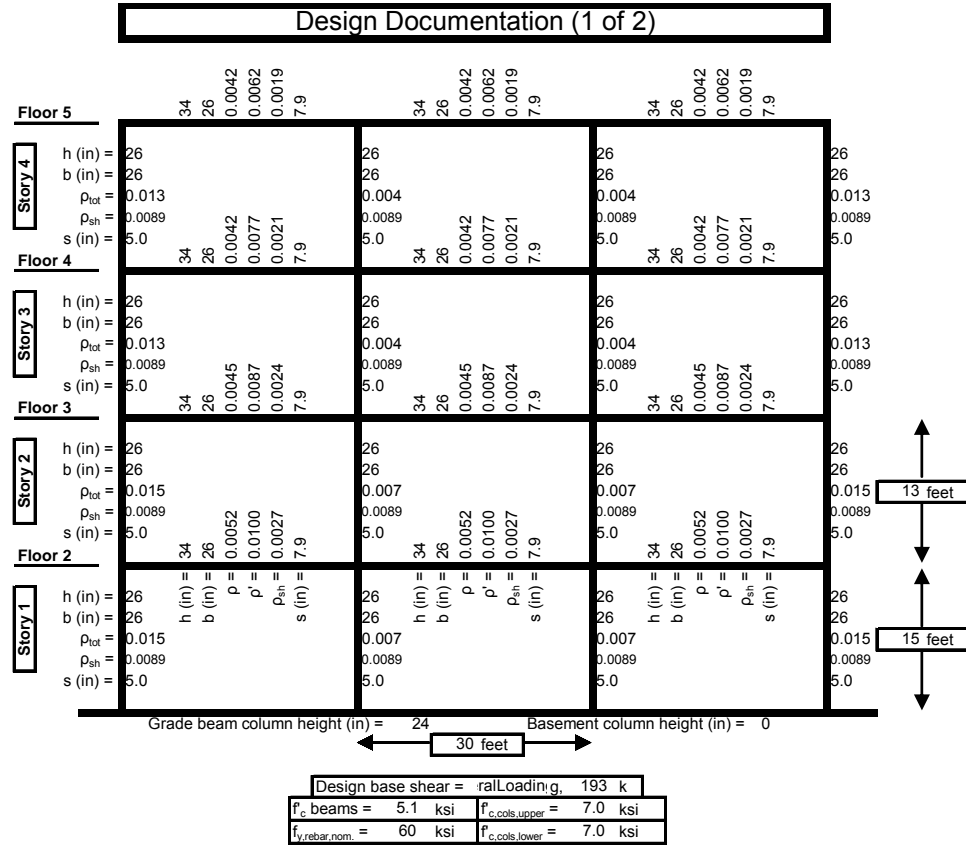 Design Documentation (1 of 2)
34 26 0.0042 0.0062 0.0019 7.9 34 26 0.0042 0.0062 0.0019 7.9 34 26 0.0042 0.0062 0.0019 7.9
Floor 5
Story 4
h (in) = 26 26 26 26
b (in) = 26 26 26 26
ρtot = 0.013 0.004 0.004 0.013
ρsh = 0.0089 0.0089 0.0089 0.0089
s (in) = 5.0 5.0 5.0 5.0
34 26 0.0042 0.0077 0.0021 7.9 34 26 0.0042 0.0077 0.0021 7.9 34 26 0.0042 0.0077 0.0021 7.9
Floor 4
Story 3
h (in) = 26 26 26 26
b (in) = 26 26 26 26
ρtot = 0.013 0.004 0.004 0.013
ρsh = 0.0089 0.0089 0.0089 0.0089
s (in) = 5.0 5.0 5.0 5.0
34 26 0.0045 0.0087 0.0024 7.9 34 26 0.0045 0.0087 0.0024 7.9 34 26 0.0045 0.0087 0.0024 7.9
Floor 3
Story 2
h (in) = 26 26 26 26
b (in) = 26 26 26 26
ρtot = 0.015 0.007 0.007 0.015
ρsh = 0.0089 0.0089 0.0089 0.0089
s (in) = 5.0 5.0 5.0 5.0
13 feet
34 26 0.0052 0.0100 0.0027 7.9 34 26 0.0052 0.0100 0.0027 7.9 34 26 0.0052 0.0100 0.0027 7.9
Floor 2
h (in) = b (in) = ρ = ρ' = ρsh = s (in) = h (in) = b (in) = ρ = ρ' = ρsh = s (in) = h (in) = b (in) = ρ = ρ' = ρsh = s (in) =
Story 1
h (in) = 26 26 26 26
b (in) = 26 26 26 26
ρtot = 0.015 0.007 0.007 0.015
ρsh = 0.0089 0.0089 0.0089 0.0089
s (in) = 5.0 5.0 5.0 5.0
15 feet
Grade beam column height (in) = 24 Basement column height (in) = 0
30 feet
Design base shear = ralLoading, 193 k
f'c beams = 5.1 ksi f'c,cols,upper = 7.0 ksi
fy,rebar,nom. = 60 ksi f'c,cols,lower = 7.0 ksi